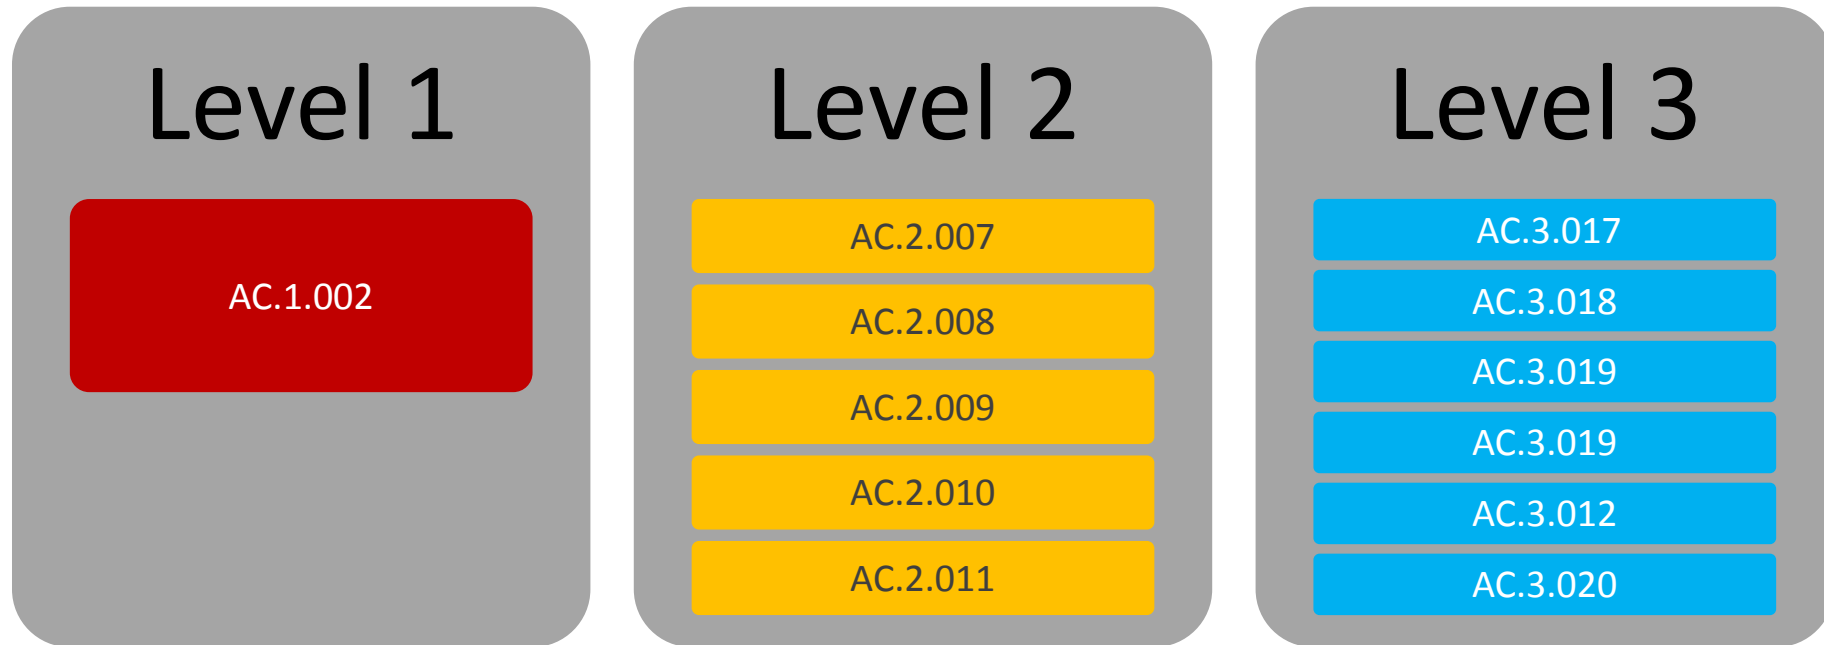 Level 1
AC.1.002
Level 2
AC.2.007
AC.2.008
AC.2.009
AC.2.010
AC.2.011
Level 3
AC.3.017
AC.3.018
AC.3.019
AC.3.019
AC.3.012
AC.3.020